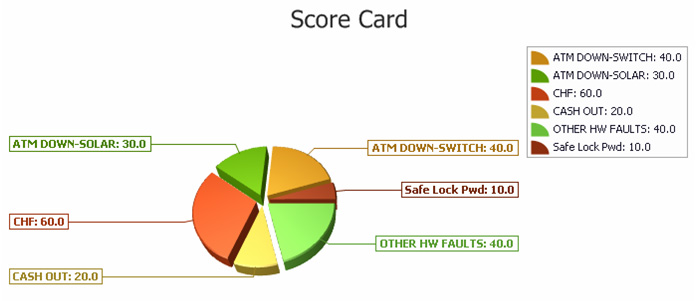 Score Card
ATM DOWN-SWITCH: 40.0
ATM DOWN-SOLAR: 30.0
CHF: 60.0
CASH OUT: 20.0
OTHER HW FAULTS: 40.0
Safe Lock Pwd: 10.0
ATM DOWN-SOLAR: 30.0
ATM DOWN-SWITCH: 40.0
Safe Lock Pwd: 10.0
CHF: 60.0
OTHER HW FAULTS: 40.0
CASH OUT: 20.0